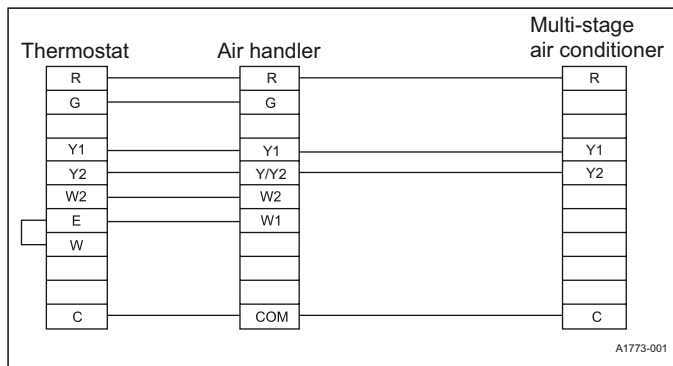 Multi-stage
Thermostat Air handler air conditioner
R R R
G G
Y1 Y1 Y1
Y2 Y/Y2 Y2
W2 W2
E W1
W
C COM C
A1773-001